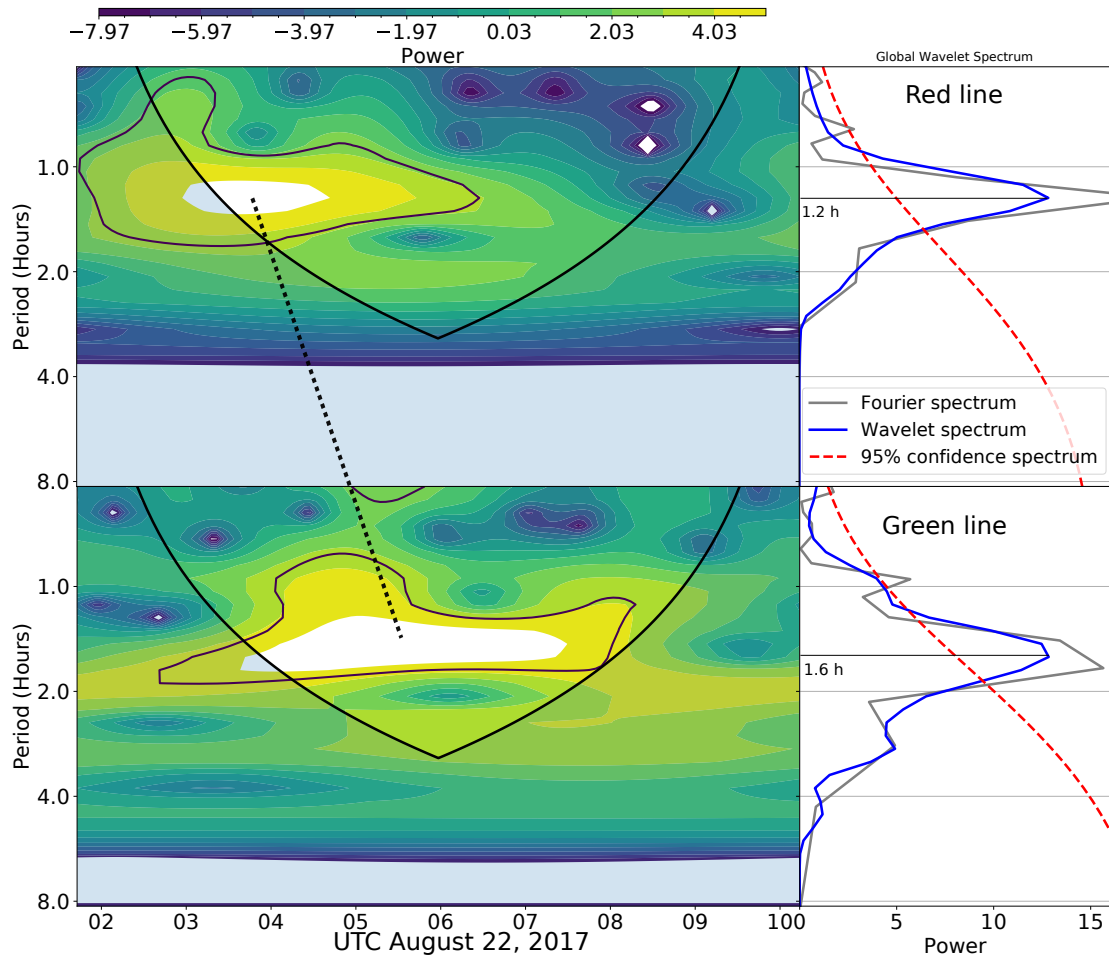 −7.97 −5.97 −3.97 −1.97 0.03 2.03 4.03
Power
Global Wavelet Spectrum
Red line
1.0
1.2 h
2.0
Period (Hours)
4.0
Fourier spectrum
Wavelet spectrum
95% confidence spectrum
8.0
Green line
1.0
1.6 h
2.0
Period (Hours)
4.0
8.0
02 03 04 05 06 07 08 09 10 0 5 10 15
UTC August 22, 2017
Power